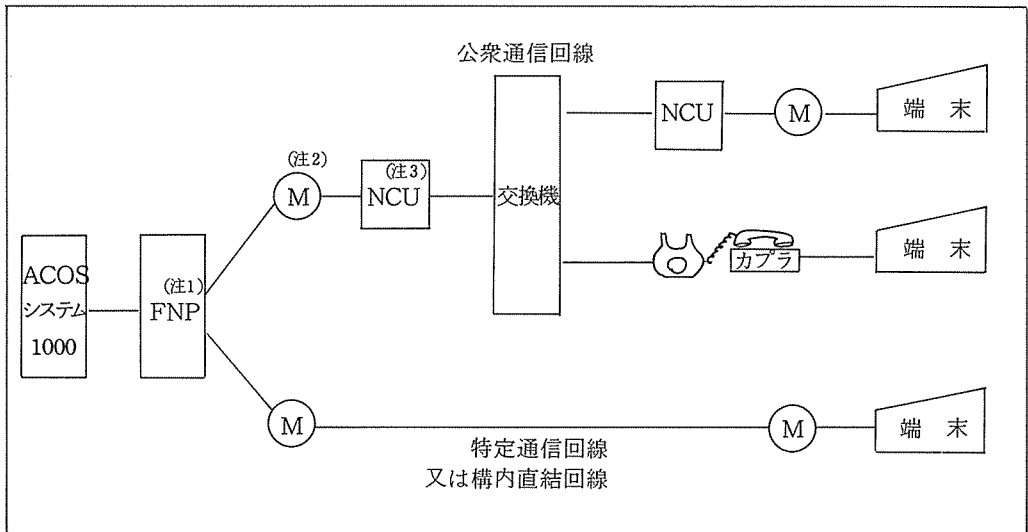 公衆通信回線
NCU
M
端 末
(注2)
M
(注3)
NCU
交換機
カプラ
端 末
ACOS
システム
1000
(注1)
FNP
M
M
端 末
特定通信回線
又は構内直結回線